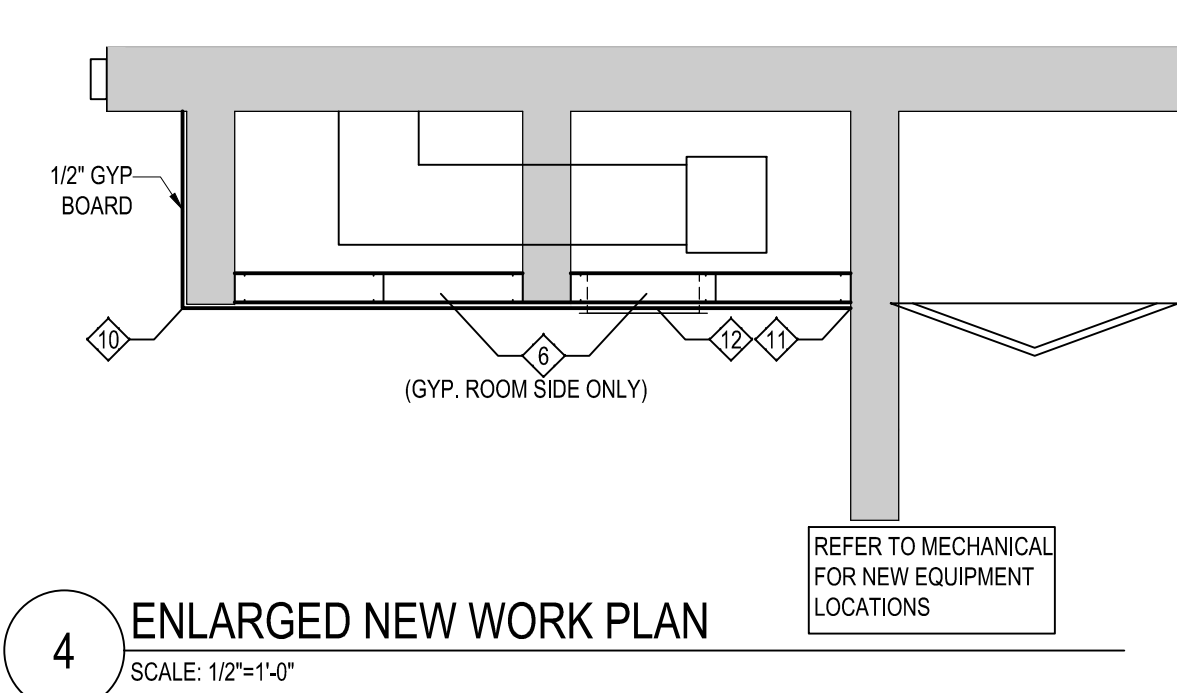 1/2" GYP
BOARD
10
6
12
11
(GYP. ROOM SIDE ONLY)
REFER TO MECHANICAL
FOR NEW EQUIPMENT
LOCATIONS
4
ENLARGED NEW WORK PLAN
SCALE: 1/2"=1'-0"